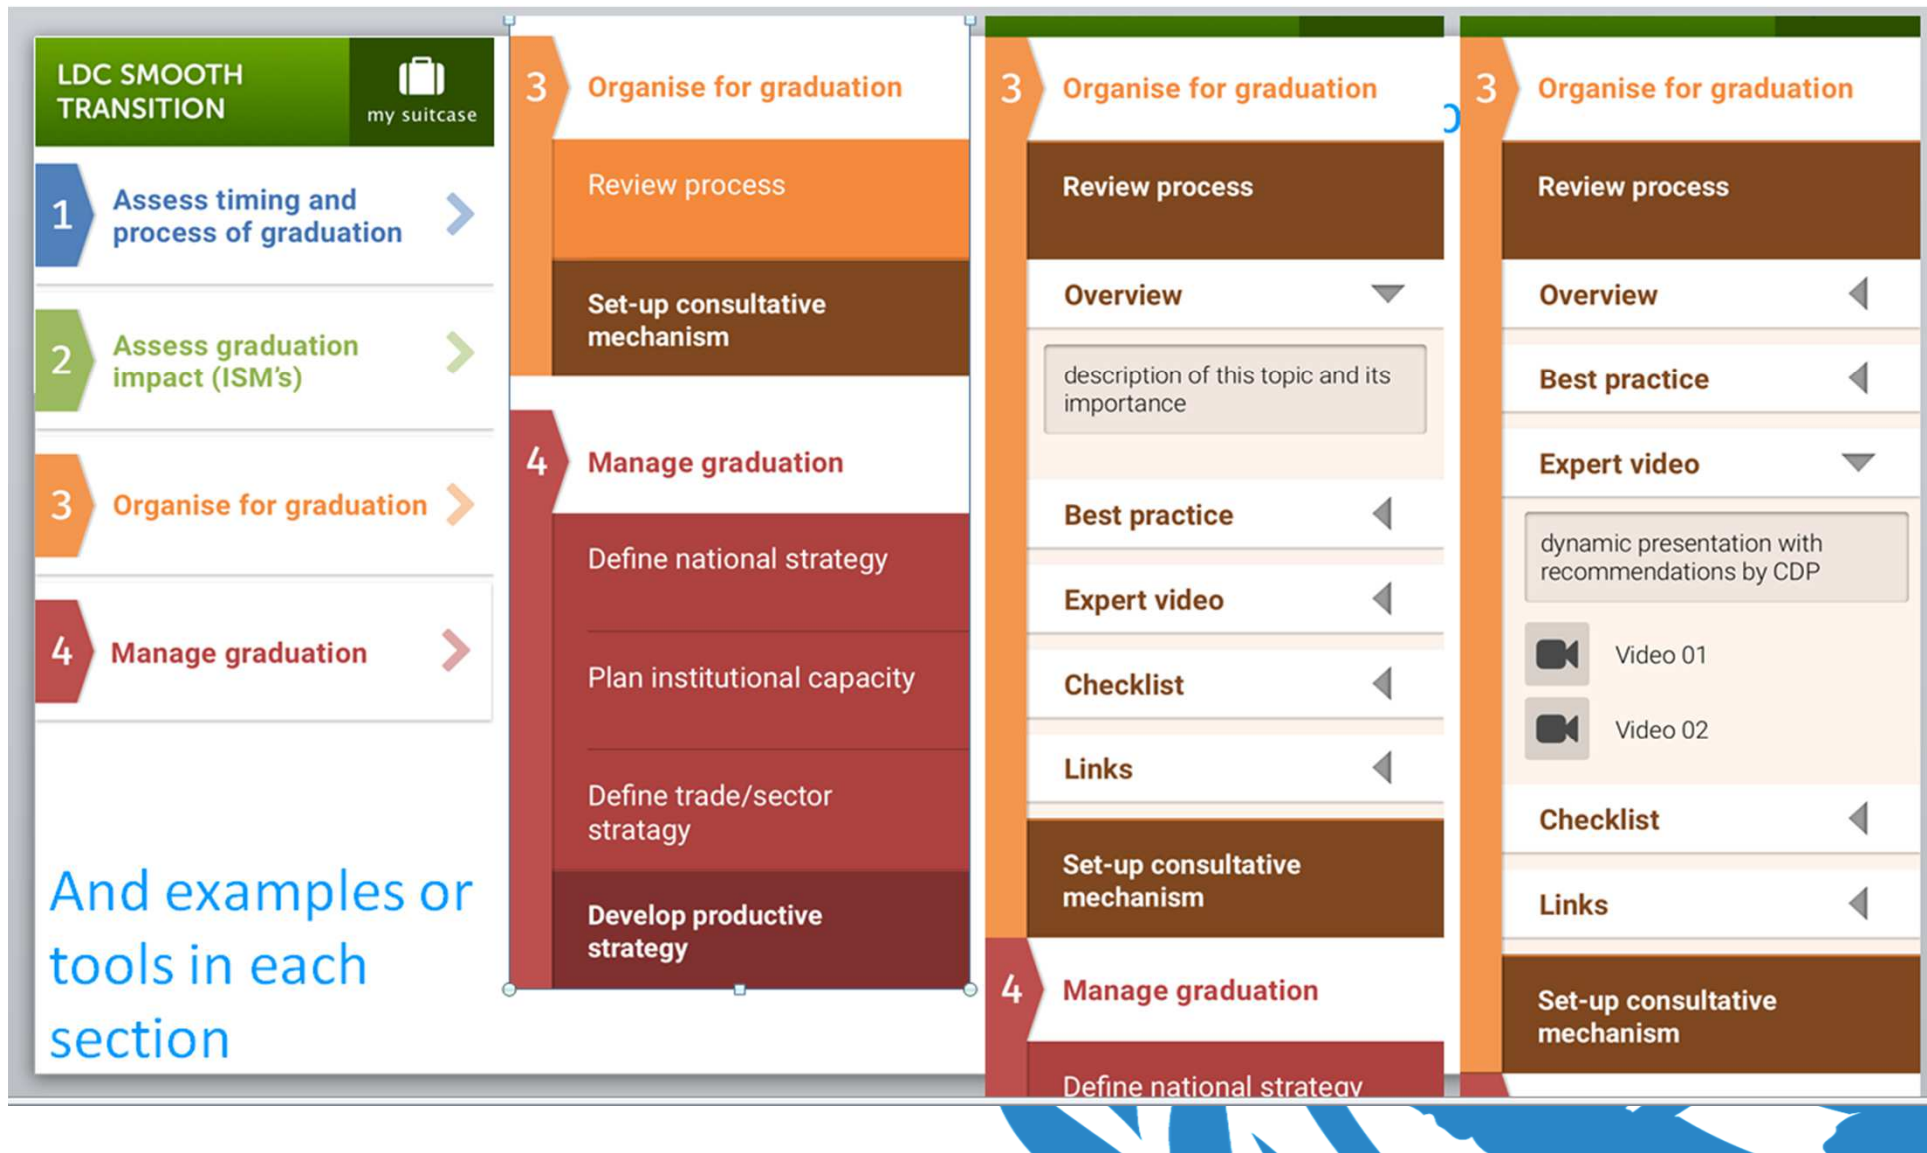 LDC SMOOTH
TRANSITION
my suitcase
1
Assess timing and
process of graduation
2
Assess graduation
impact (ISM's)
3
Organise for graduation
4
Manage graduation
And examples or
tools in each
section
3
Organise for graduation
Review process
Set-up consultative
mechanism
4
Manage graduation
Define national strategy
Plan institutional capacity
Define trade/sector
stratagy
Develop productive
strategy
3
Organise for graduation
Review process
Overview
description of this topic and its
importance
Best practice
Expert video
Checklist
Links
Set-up consultative
mechanism
4
Manage graduation
Define national strategy
3
Organise for graduation
Review process
Overview
Best practice
Expert video
dynamic presentation with
recommendations by CDP
Video 01
Video 02
Checklist
Links
Set-up consultative
mechanism